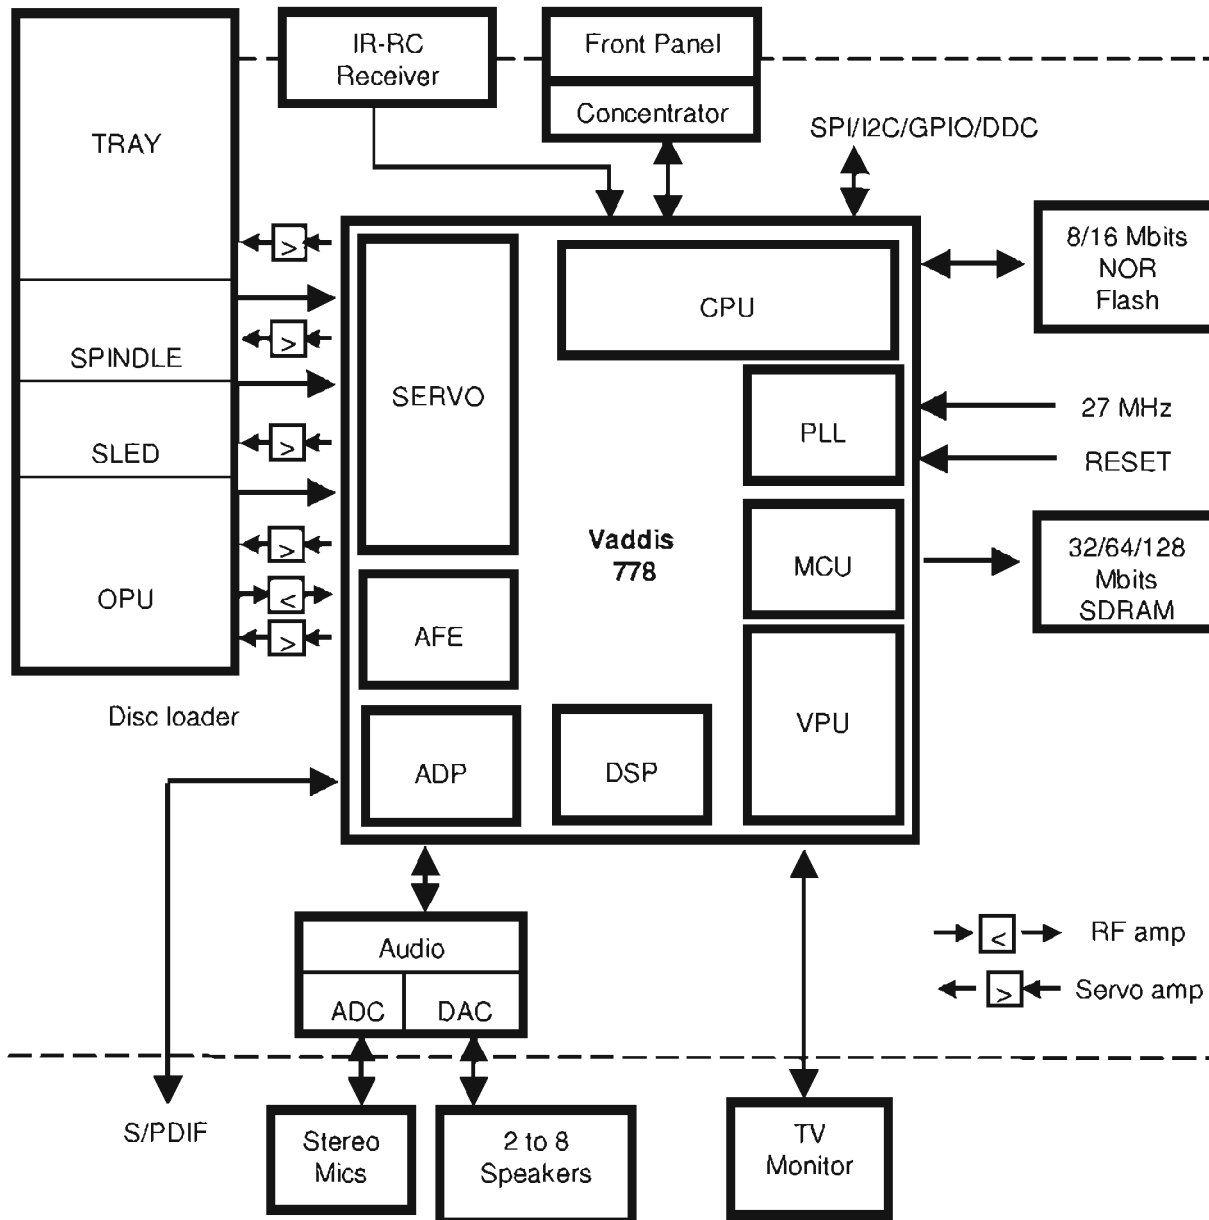 IR-RC
Receiver
Front Panel
Concentrator
SPI/I2C/GPIO/DDC
TRAY
SPINDLE
SLED
OPU
Disc loader
>
>
>
>
<
>
SERVO
CPU
PLL
Vaddis
778
MCU
AFE
VPU
ADP
DSP
8/16 Mbits
NOR
Flash
27 MHz
RESET
32/64/128
Mbits
SDRAM
Audio
ADC
DAC
< RF amp
> Servo amp
S/PDIF
Stereo
Mics
2 to 8
Speakers
TV
Monitor